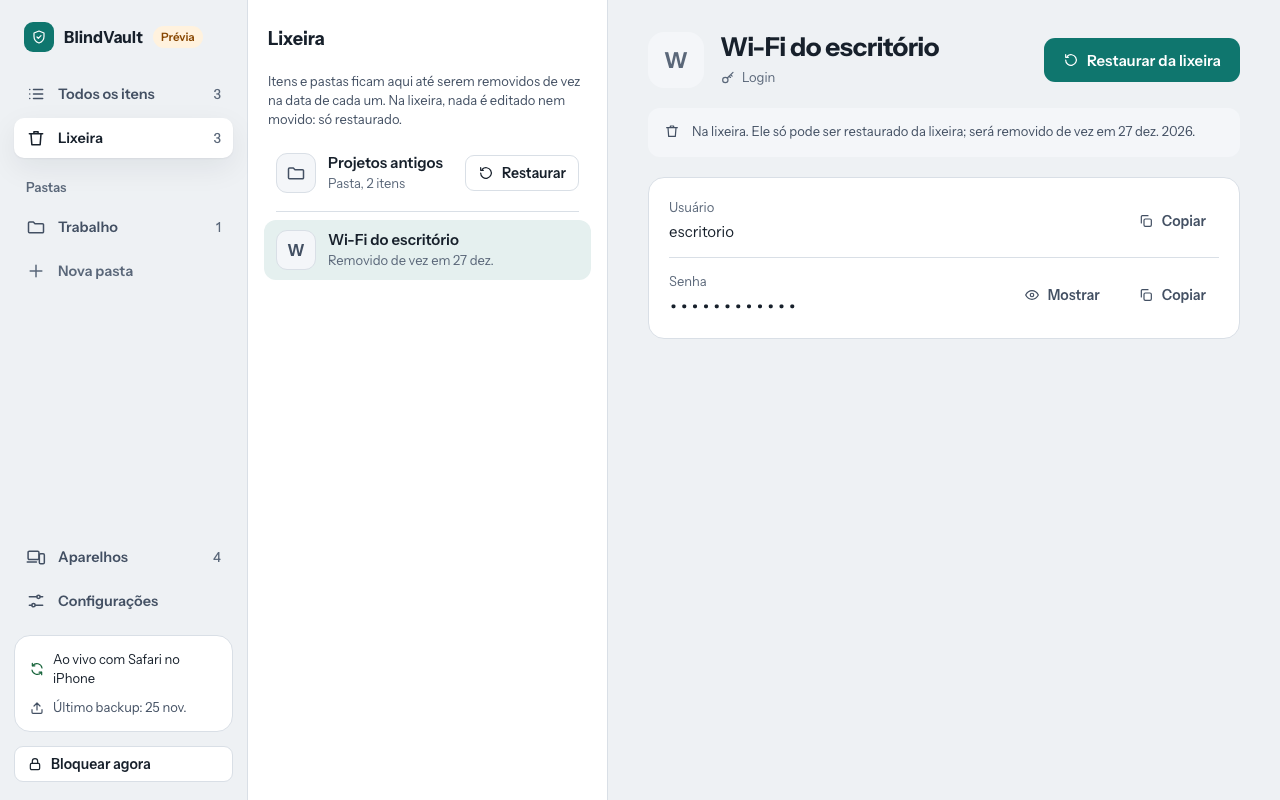 BlindVault Prévia
Todos os itens 3
Lixeira 3
Pastas
Trabalho 1
Nova pasta
Aparelhos 4
Configurações
Ao vivo com Safari no
iPhone
Último backup: 25 nov.
Bloquear agora
Lixeira
Itens e pastas ficam aqui até serem removidos de vez
na data de cada um. Na lixeira, nada é editado nem
movido: só restaurado.
Projetos antigos
Pasta, 2 itens
Restaurar
W
Wi-Fi do escritório
Removido de vez em 27 dez.
W
Wi-Fi do escritório
Login
Restaurar da lixeira
Na lixeira. Ele só pode ser restaurado da lixeira; será removido de vez em 27 dez. 2026.
Usuário
escritorio
Copiar
Senha
••••••••••••
Mostrar
Copiar